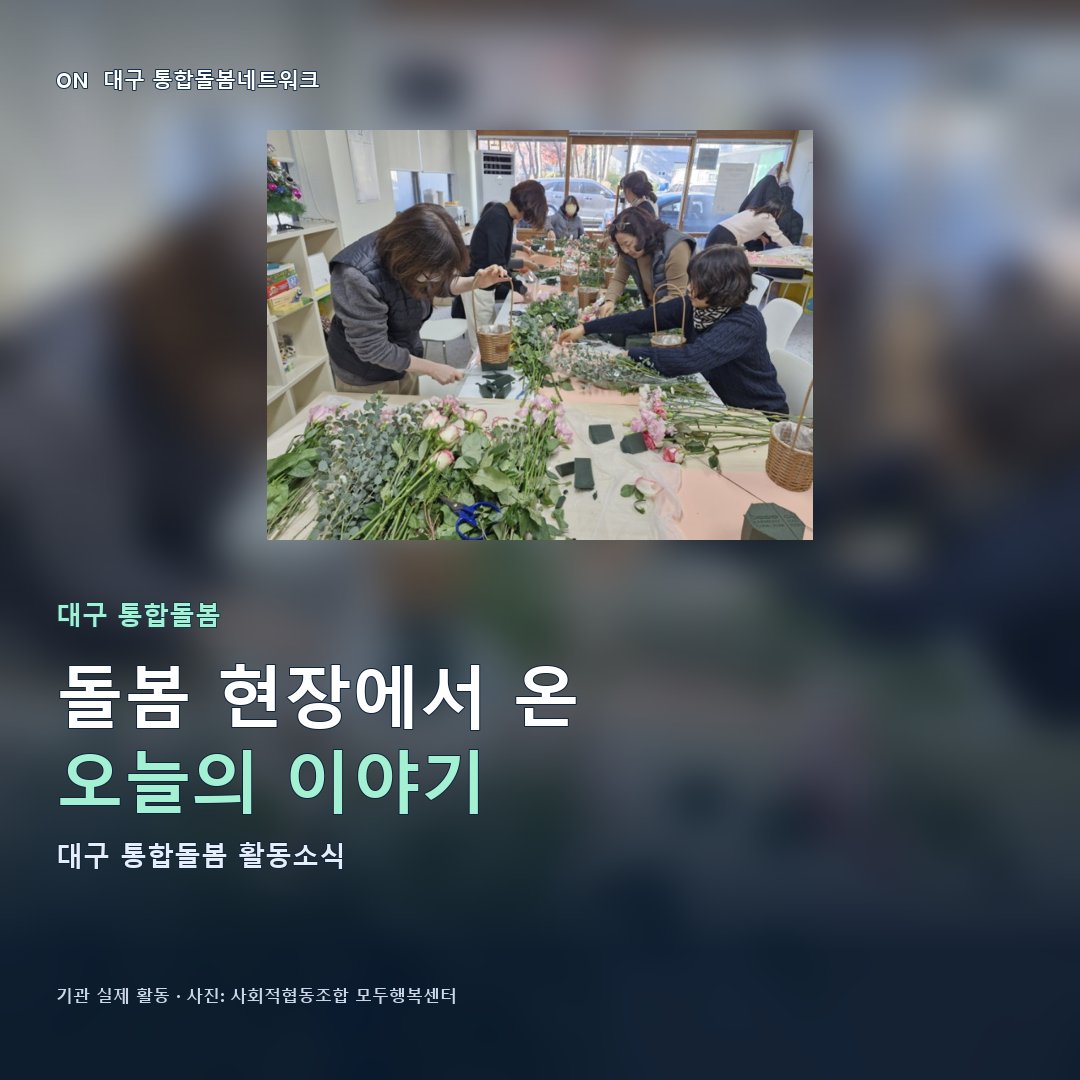 ON 대구 통합돌봄네트워크
대구 통합돌봄
돌봄 현장에서 온
오늘의 이야기
대구 통합돌봄 활동소식
기관 실제 활동 · 사진: 사회적협동조합 모두행복센터